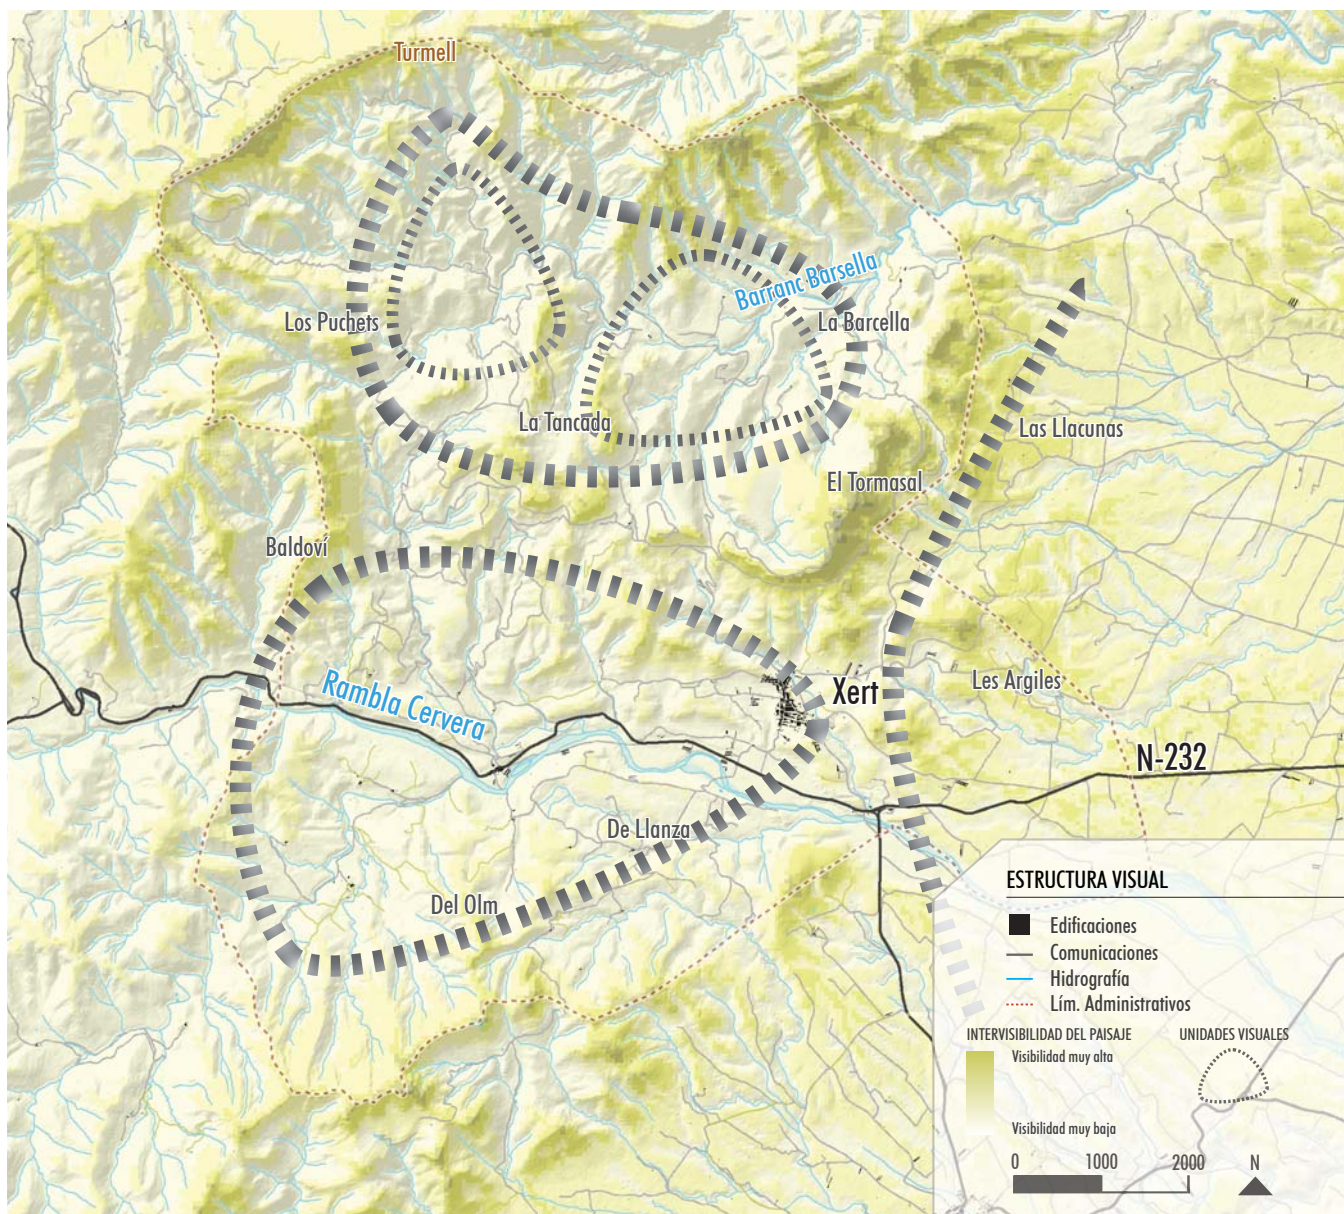 Turmell
Barranc Barsella
Los Puchets
La Barcella
La Tancada
Las Llacunas
El Tormasal
Baldoví
Rambla Cervera
Xert
Les Argiles
N-232
De Llanza
Del Olm
ESTRUCTURA VISUAL
Edificaciones
Comunicaciones
Hidrografía
Lím. Administrativos
INTERVISIBILIDAD DEL PAISAJE
UNIDADES VISUALES
Visibilidad muy alta
Visibilidad muy baja
0 1000 2000
N